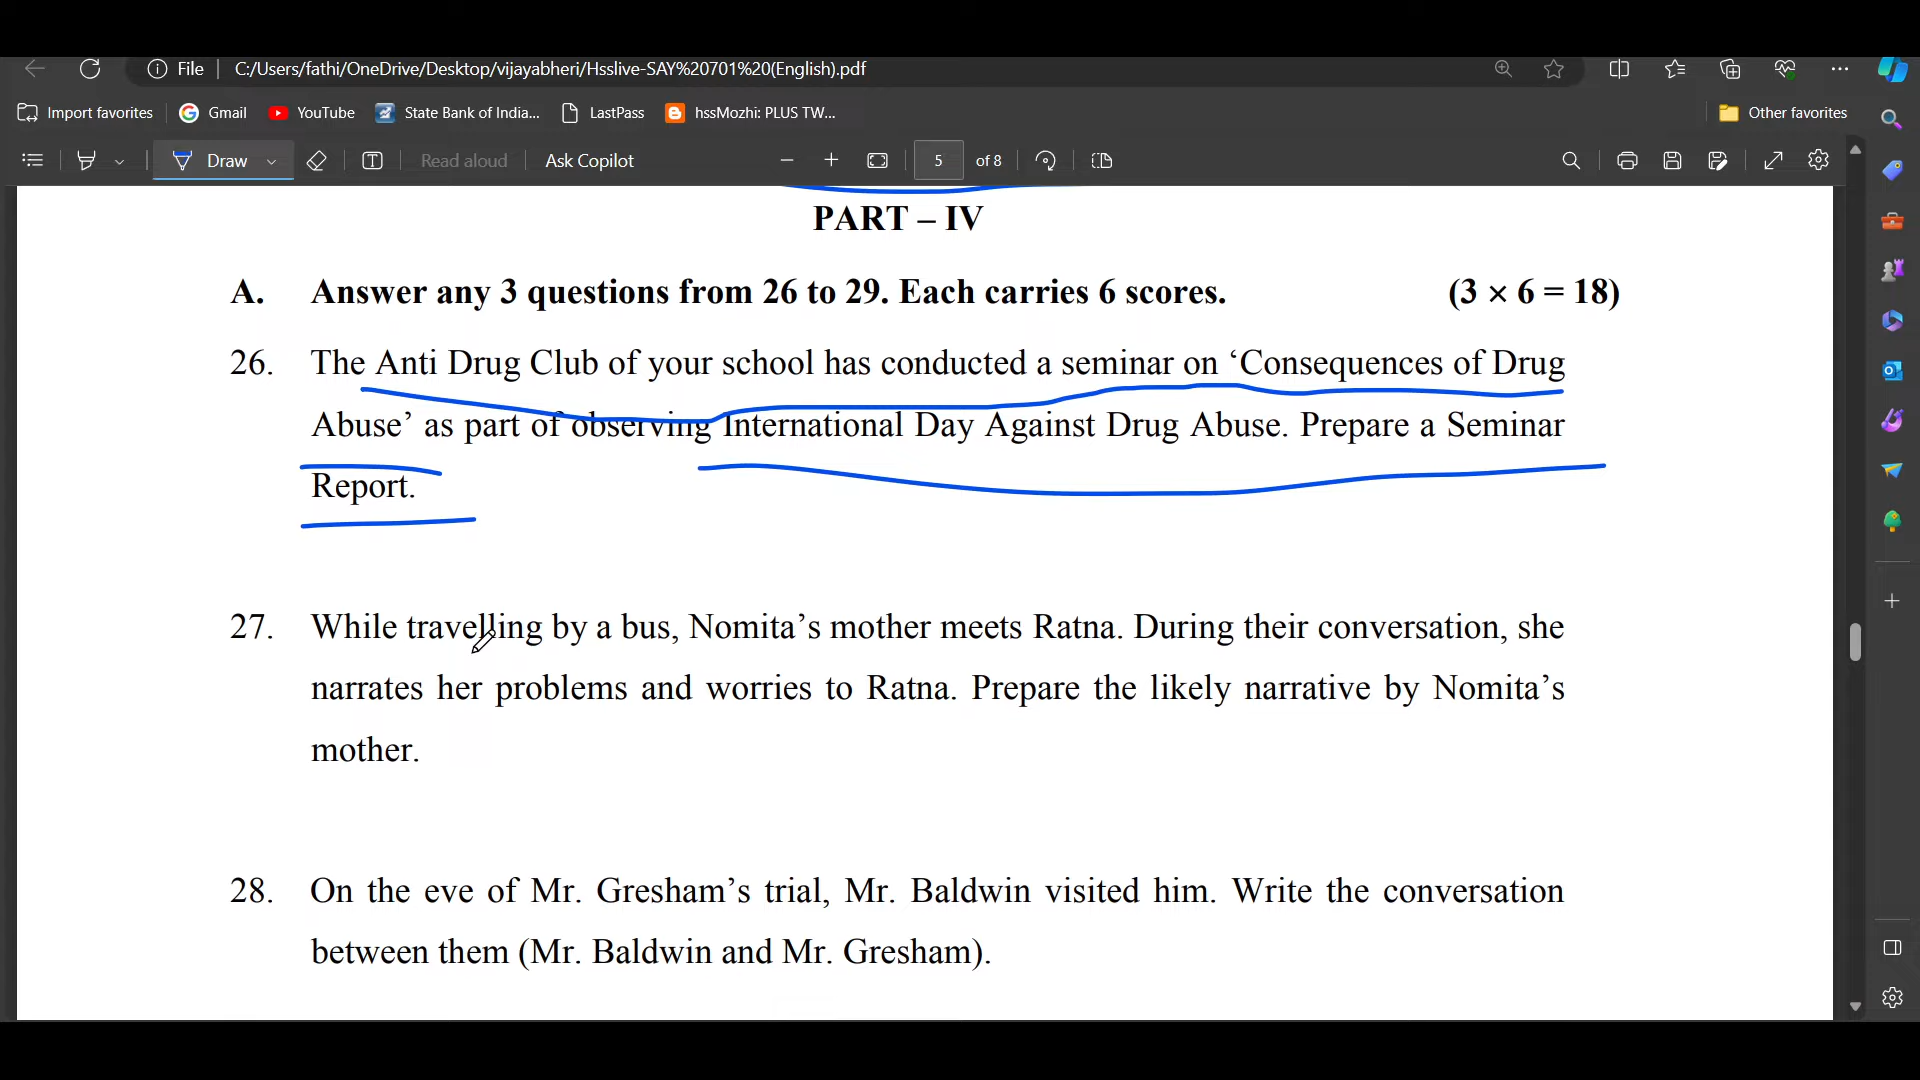 File
C:/Users/fathi/OneDrive/Desktop/vijayabheri/Hsslive-SAY%20701%20(English).pdf
Import favorites Gmail YouTube State Bank of India... LastPass hssMozhi: PLUS TW... Other favorites
Draw Read aloud Ask Copilot 5 of 8
PART – IV
A. Answer any 3 questions from 26 to 29. Each carries 6 scores. (3 × 6 = 18)
26. The Anti Drug Club of your school has conducted a seminar on ‘Consequences of Drug
Abuse’ as part of observing International Day Against Drug Abuse. Prepare a Seminar
Report.
27. While travelling by a bus, Nomita’s mother meets Ratna. During their conversation, she
narrates her problems and worries to Ratna. Prepare the likely narrative by Nomita’s
mother.
28. On the eve of Mr. Gresham’s trial, Mr. Baldwin visited him. Write the conversation
between them (Mr. Baldwin and Mr. Gresham).